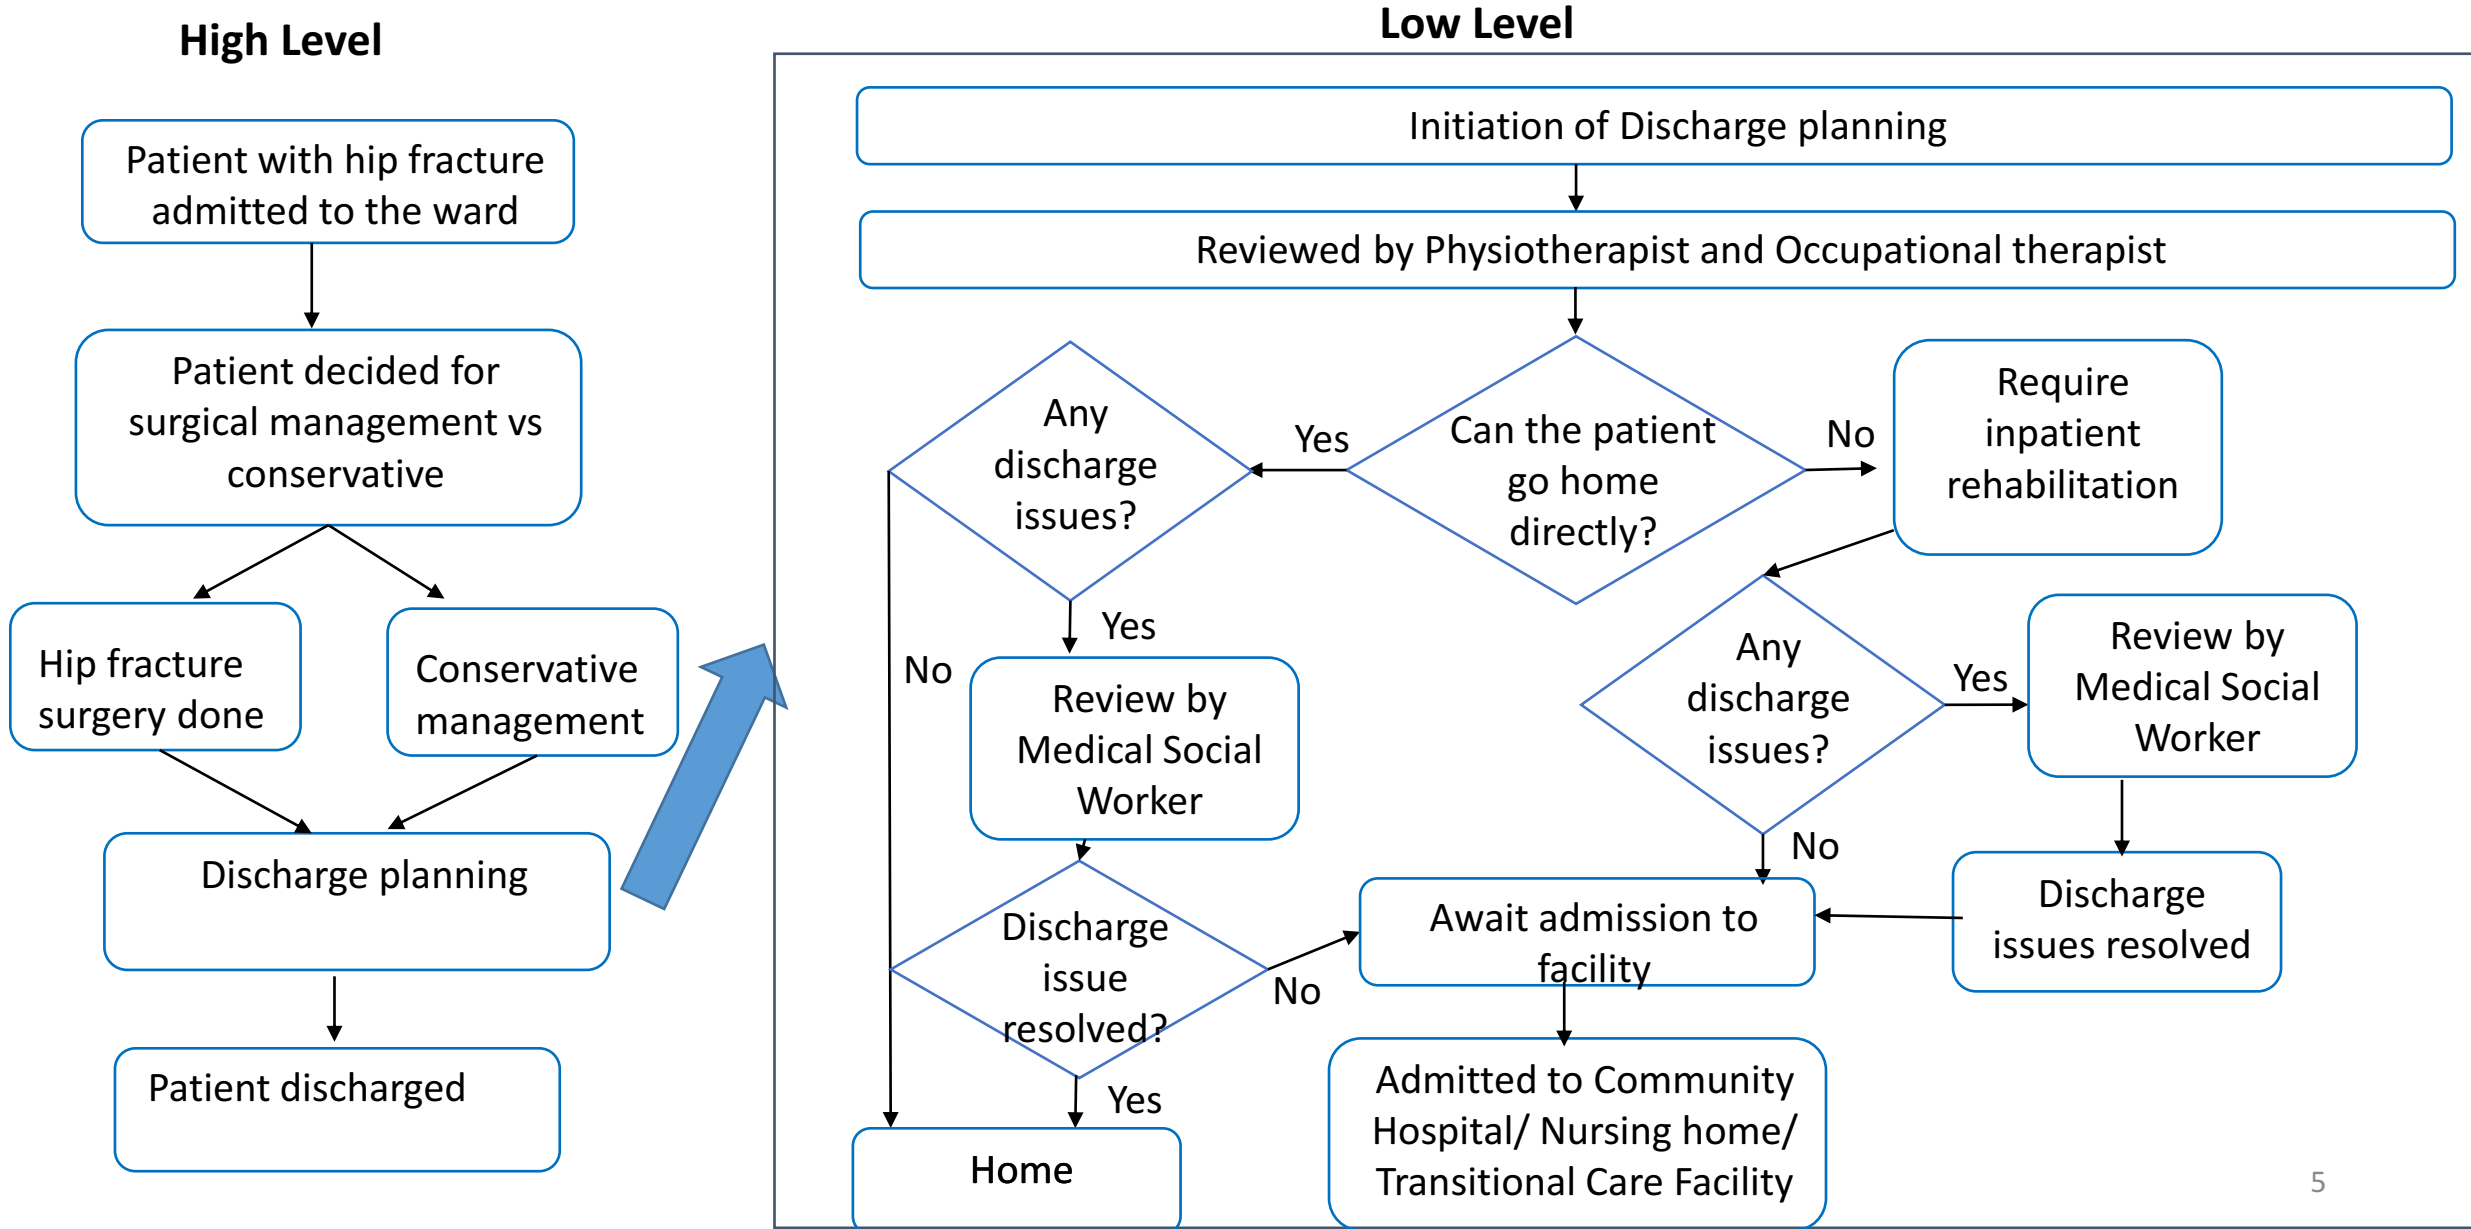 High Level
Patient with hip fracture
admitted to the ward
Patient decided for
surgical management vs
conservative
Hip fracture
surgery done
Conservative
management
Discharge planning
Patient discharged
Low Level
Initiation of Discharge planning
Reviewed by Physiotherapist and Occupational therapist
Can the patient
go home
directly?
Yes
No
Any
discharge
issues?
Yes
No
Review by
Medical Social
Worker
Discharge
issue
resolved?
No
Yes
Home
Require
inpatient
rehabilitation
Any
discharge
issues?
Yes
No
Review by
Medical Social
Worker
Discharge
issues resolved
Await admission to
facility
Admitted to Community
Hospital/ Nursing home/
Transitional Care Facility
5